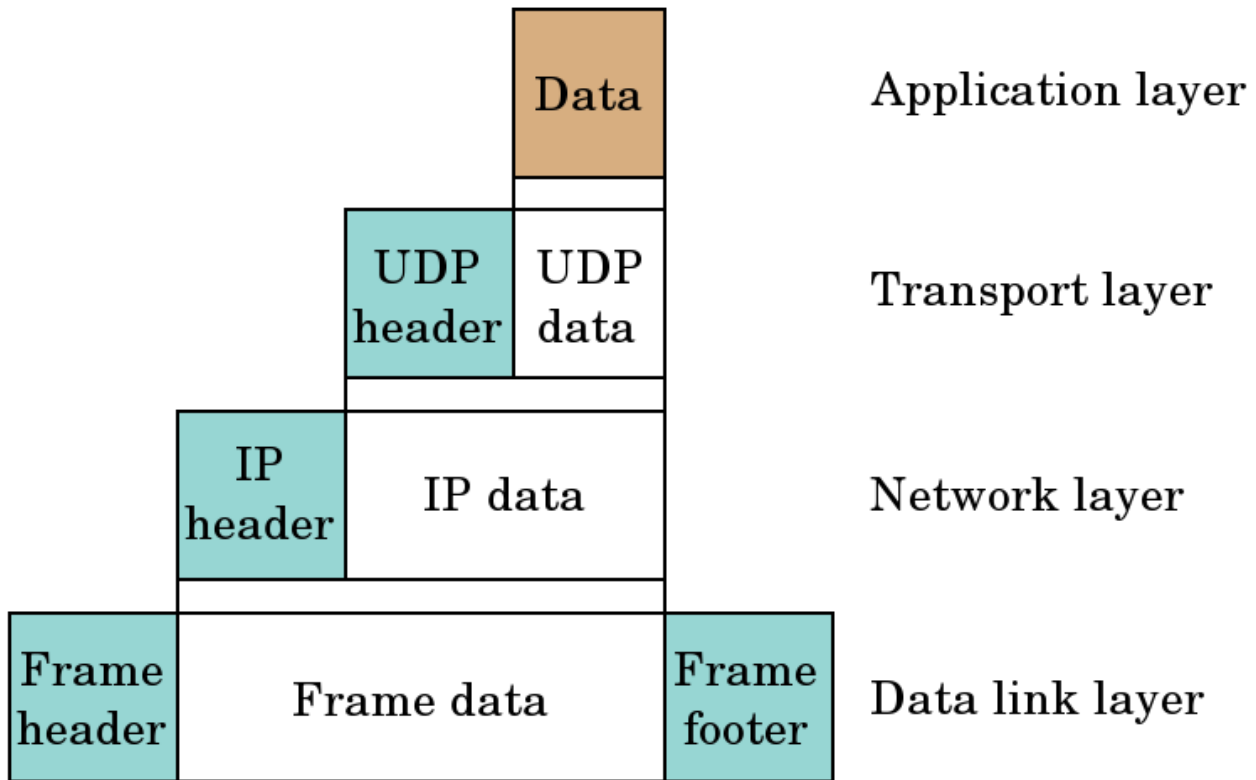 Data
Application layer
UDP
header
UDP
data
Transport layer
IP
header
IP data
Network layer
Frame
header
Frame data
Frame
footer
Data link layer